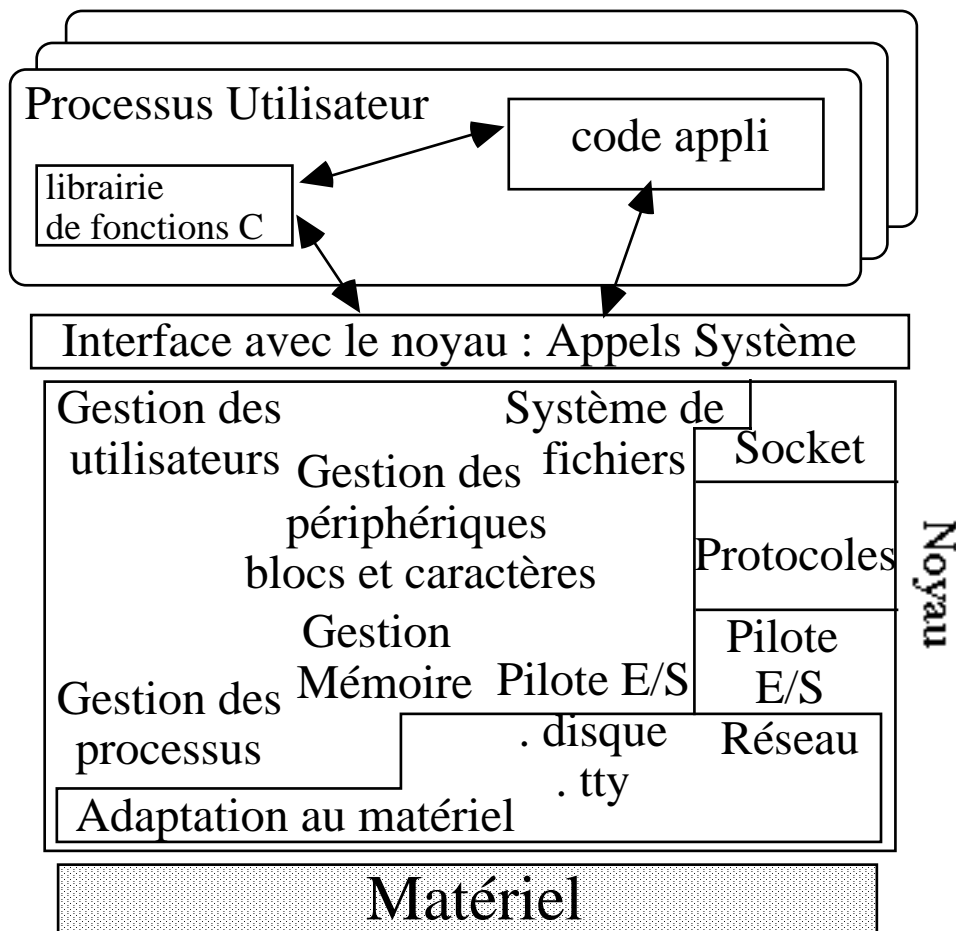 Processus Utilisateur
code appli
librairie
de fonctions C
Interface avec le noyau : Appels Système
Gestion des
utilisateurs
Système de
fichiers
Socket
Gestion des
périphériques
blocs et caractères
Protocoles
Noyau
Gestion
Mémoire
Pilote E/S
. disque
. tty
Pilote
E/S
Réseau
Gestion des
processus
Adaptation au matériel
Matériel